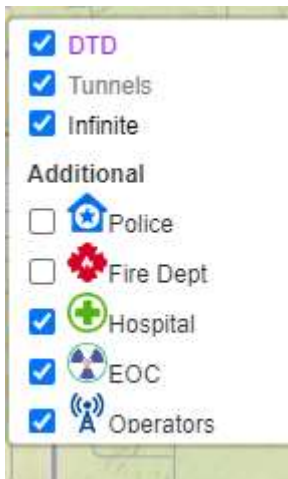 DTD
Tunnels
Infinite
Additional
Police
Fire Dept
Hospital
EOC
Operators